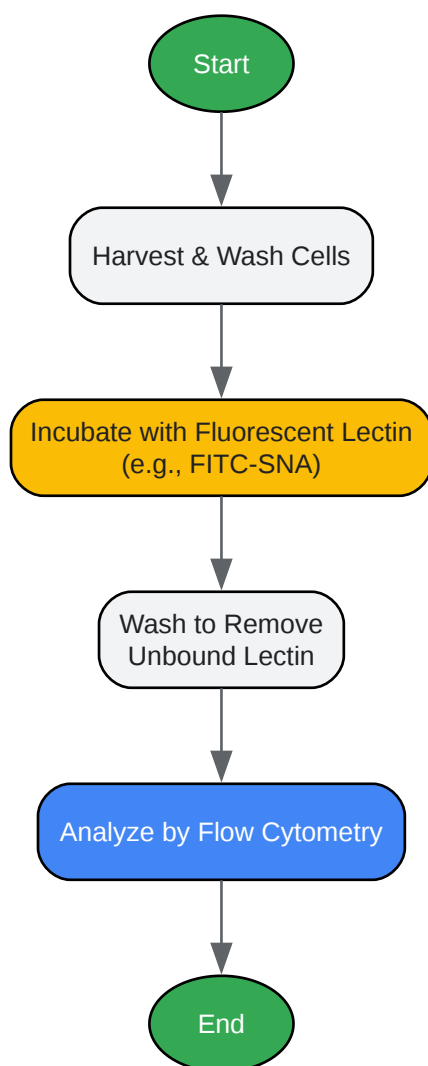 Start
Harvest & Wash Cells
Incubate with Fluorescent Lectin
(e.g., FITC-SNA)
Wash to Remove
Unbound Lectin
Analyze by Flow Cytometry
End